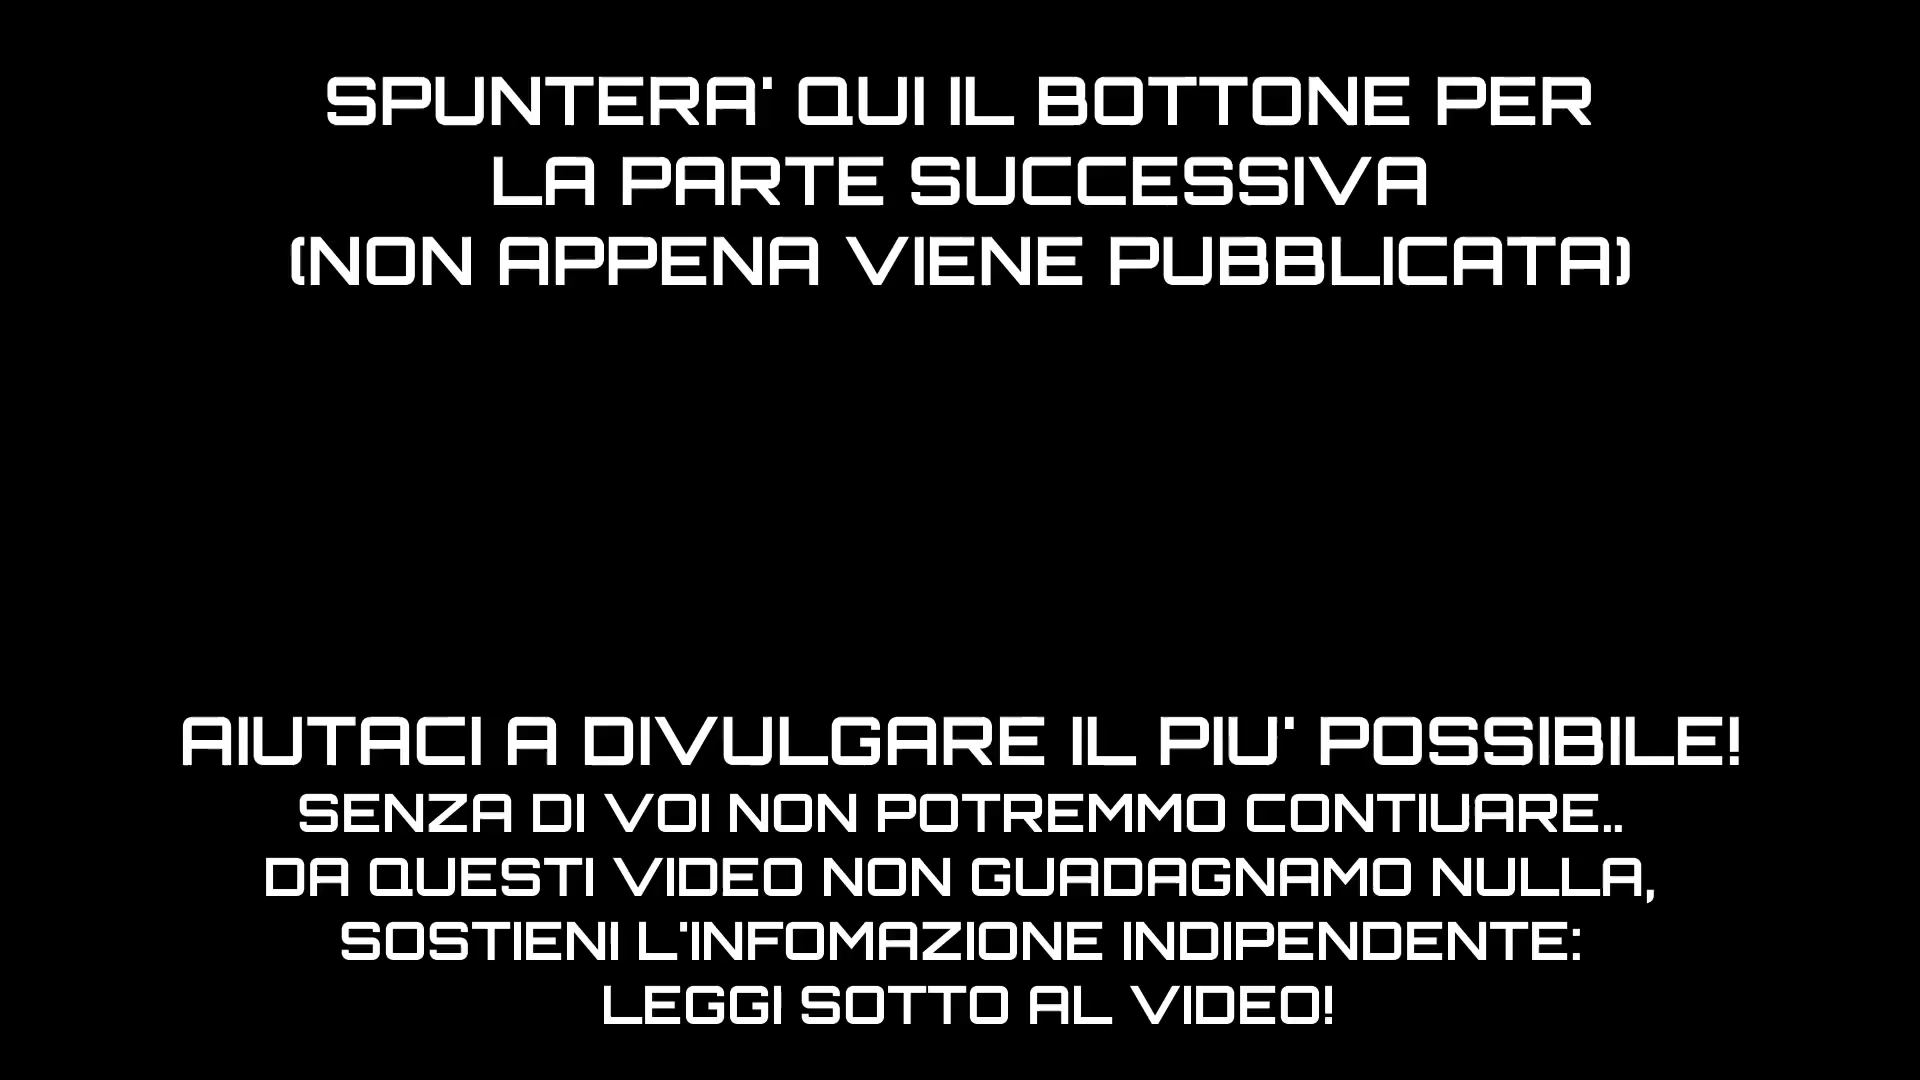 SPUNTERA' QUI IL BOTTONE PER
LA PARTE SUCCESSIVA
(NON APPENA VIENE PUBBLICATA)
AIUTACI A DIVULGARE IL PIU' POSSIBILE!
SENZA DI VOI NON POTREMMO CONTIUARE..
DA QUESTI VIDEO NON GUADAGNAMO NULLA,
SOSTIENI L'INFOMAZIONE INDIPENDENTE:
LEGGI SOTTO AL VIDEO!